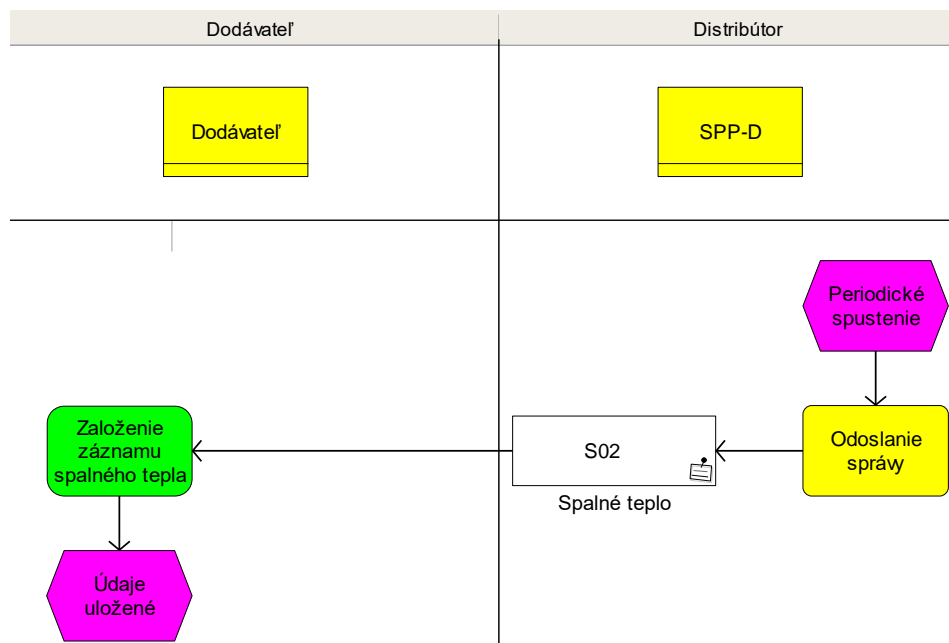 Dodávateľ
Distribútor
Dodávateľ
SPP-D
Periodické
spustenie
Založenie
záznamu
spalného tepla
S02
Odoslanie
správy
Spalné teplo
Údaje
uložené